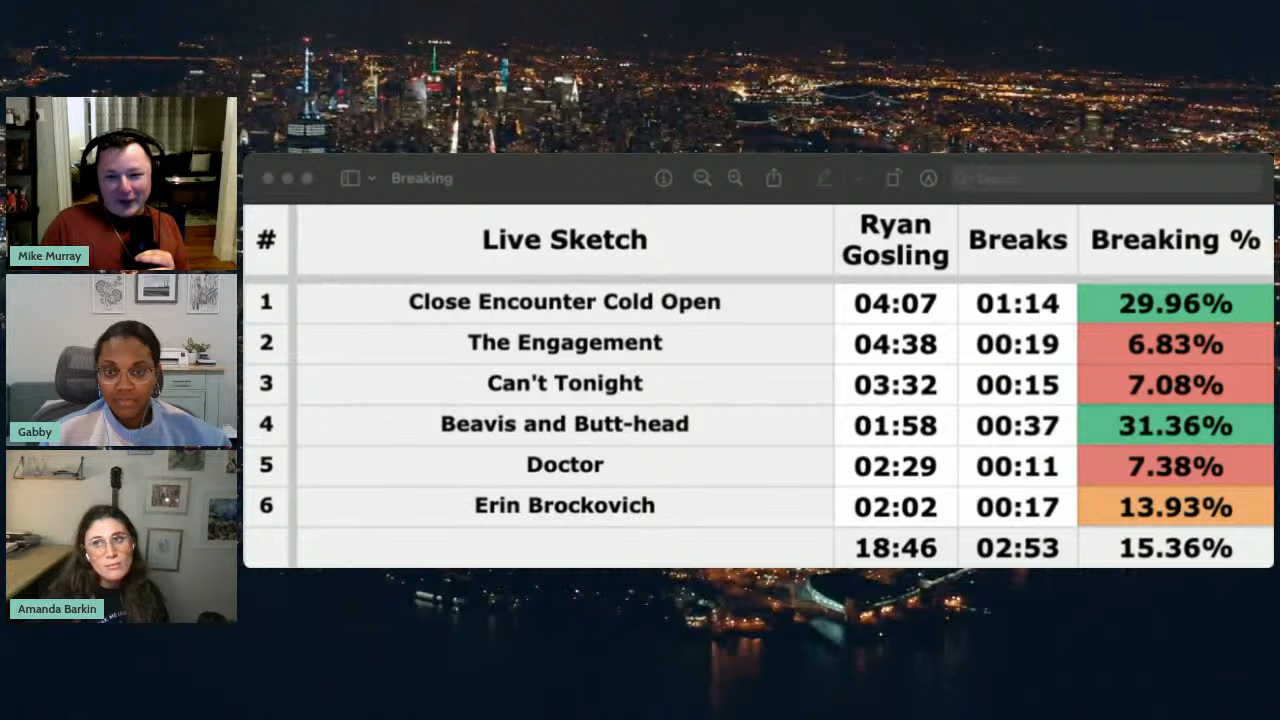 Mike Murray
Gabby
Amanda Barkin
Breaking
# Live Sketch Ryan Gosling Breaks Breaking %
1 Close Encounter Cold Open 04:07 01:14 29.96%
2 The Engagement 04:38 00:19 6.83%
3 Can't Tonight 03:32 00:15 7.08%
4 Beavis and Butt-head 01:58 00:37 31.36%
5 Doctor 02:29 00:11 7.38%
6 Erin Brockovich 02:02 00:17 13.93%
18:46 02:53 15.36%